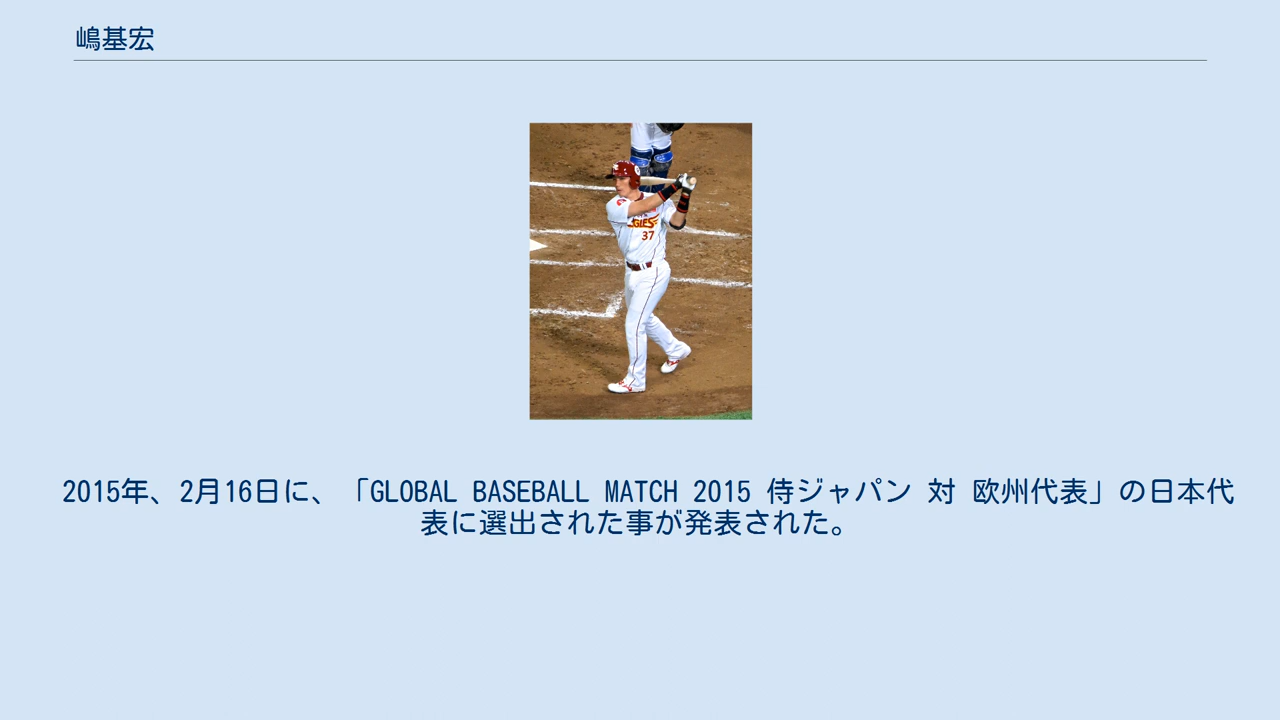 嶋基宏
GLES
37
2015年、2月16日に、「GLOBAL BASEBALL MATCH 2015 侍ジャパン 対 欧州代表」の日本代
表に選出された事が発表された。